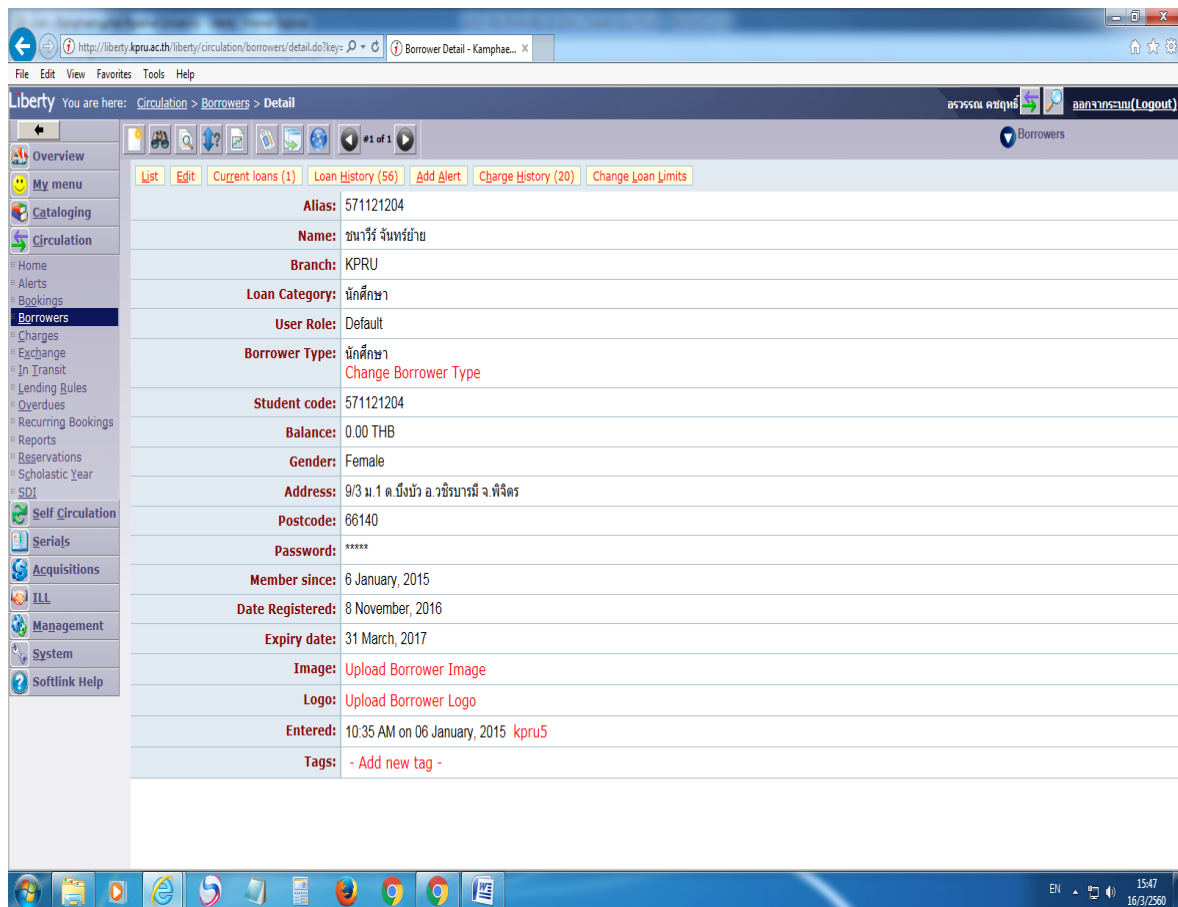 http://liberty.kpru.ac.th/liberty/circulation/borrowers/detail.do?key=
Borrower Detail - Kamphae... X
File Edit View Favorites Tools Help
Liberty You are here: Circulation > Borrowers > Detail
อรวรรณ คชฤทธิ์ ออกจากระบบ(Logout)
#1 of 1
Borrowers
Overview
My menu
Cataloging
Circulation
Home
Alerts
Bookings
Borrowers
Charges
Exchange
In Transit
Lending Rules
Overdues
Recurring Bookings
Reports
Reservations
Scholastic Year
SDI
Self Circulation
Serials
Acquisitions
ILL
Management
System
Softlink Help
List Edit Current loans (1) Loan History (56) Add Alert Charge History (20) Change Loan Limits
Alias: 571121204
Name: ชนาวีร์ จันทร์ย้าย
Branch: KPRU
Loan Category: นักศึกษา
User Role: Default
Borrower Type: นักศึกษา
Change Borrower Type
Student code: 571121204
Balance: 0.00 THB
Gender: Female
Address: 9/3 ม.1 ต.บึงบัว อ.วชิรบารมี จ.พิจิตร
Postcode: 66140
Password: *****
Member since: 6 January, 2015
Date Registered: 8 November, 2016
Expiry date: 31 March, 2017
Image: Upload Borrower Image
Logo: Upload Borrower Logo
Entered: 10:35 AM on 06 January, 2015 kpru5
Tags: - Add new tag -
EN 15:47
16/3/2560